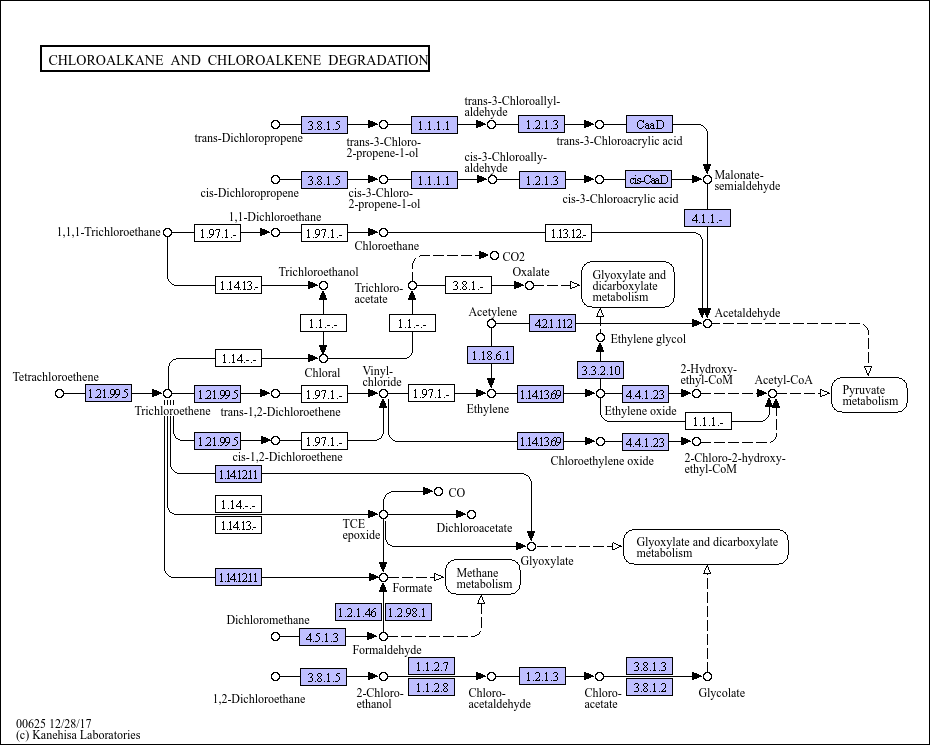 CHLOROALKANE AND CHLOROALKENE DEGRADATION
trans-3-Chloroallyl-
aldehyde
3.8.1.5
1.1.1.1
1.2.1.3
CaaD
trans-Dichloropropene
trans-3-Chloro-
2-propene-1-ol
trans-3-Chloroacrylic acid
cis-3-Chloroally-
aldehyde
3.8.1.5
1.1.1.1
1.2.1.3
cis-CaaD
Malonate-
semialdehyde
cis-Dichloropropene
cis-3-Chloro-
2-propene-1-ol
cis-3-Chloroacrylic acid
1,1-Dichloroethane
4.1.1.-
1,1,1-Trichloroethane
1.97.1.-
1.97.1.-
1.13.12.-
Chloroethane
CO2
Trichloroethanol
Oxalate
1.14.13.-
Trichloro-
acetate
3.8.1.-
Glyoxylate and
dicarboxylate
metabolism
Acetylene
Acetaldehyde
1.1.-.-
1.1.-.-
4.2.1.112
Ethylene glycol
1.14.-.-
1.18.6.1
Chloral
3.3.2.10
Tetrachloroethene
Vinyl-
chloride
2-Hydroxy-
ethyl-CoM
Acetyl-CoA
1.21.99.5
1.21.99.5
1.97.1.-
1.97.1.-
1.14.13.69
4.4.1.23
Pyruvate
metabolism
Trichloroethene
trans-1,2-Dichloroethene
Ethylene
Ethylene oxide
1.1.1.-
1.21.99.5
1.97.1.-
1.14.13.69
4.4.1.23
cis-1,2-Dichloroethene
Chloroethylene oxide
2-Chloro-2-hydroxy-
ethyl-CoM
1.14.12.11
CO
1.14.-.-
1.14.13.-
TCE
epoxide
Dichloroacetate
Glyoxylate
Glyoxylate and dicarboxylate
metabolism
1.14.12.11
Formate
Methane
metabolism
1.2.1.46
1.2.98.1
Dichloromethane
4.5.1.3
Formaldehyde
3.8.1.5
1.1.2.7
1.1.2.8
1.2.1.3
3.8.1.3
3.8.1.2
1,2-Dichloroethane
2-Chloro-
ethanol
Chloro-
acetaldehyde
Chloro-
acetate
Glycolate
00625 12/28/17
(c) Kanehisa Laboratories